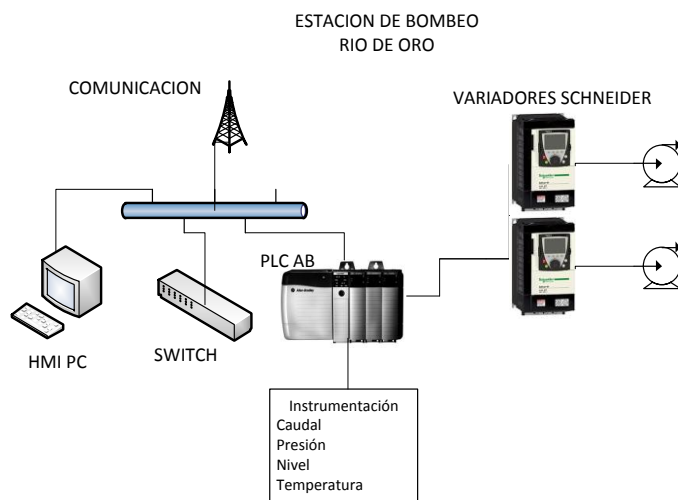 ESTACION DE BOMBEO
RIO DE ORO
COMUNICACION
VARIADORES SCHNEIDER
PLC AB
HMI PC
SWITCH
Instrumentación
Caudal
Presión
Nivel
Temperatura